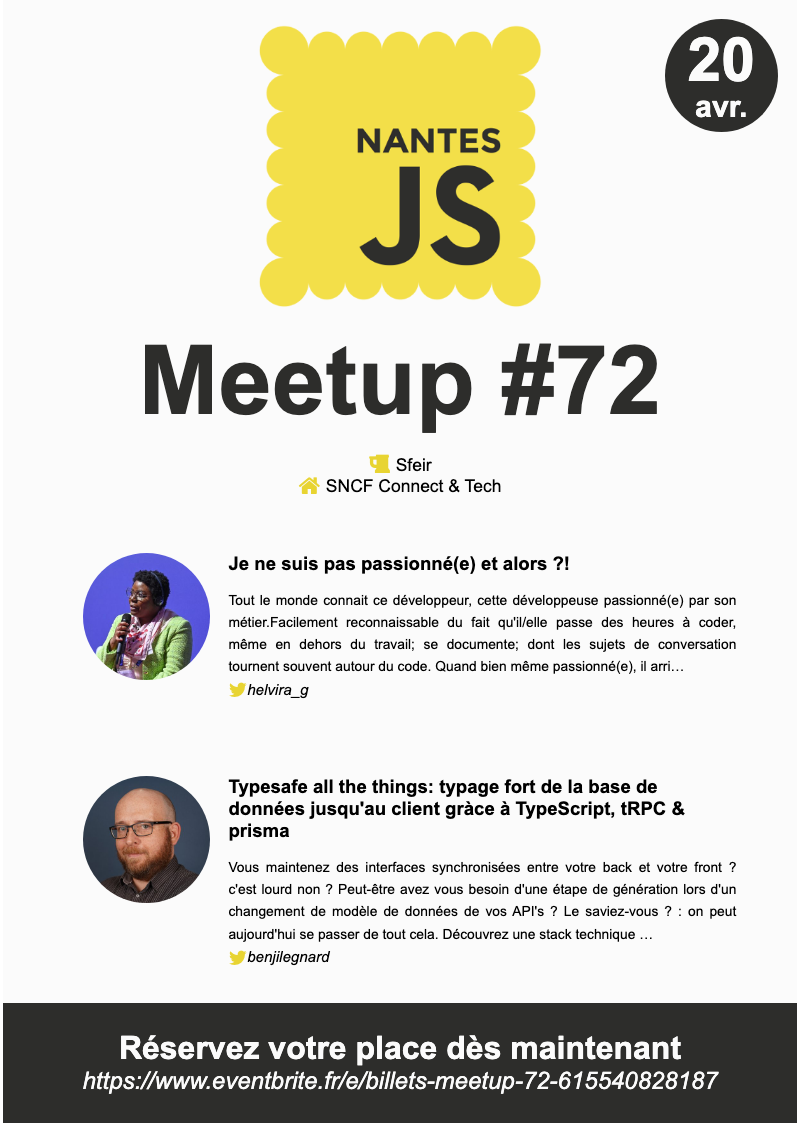 20
avr.
NANTES
JS
Meetup #72
Sfeir
SNCF Connect & Tech
Je ne suis pas passionné(e) et alors ?!
Tout le monde connait ce développeur, cette développeuse passionné(e) par son
métier.Facilement reconnaissable du fait qu'il/elle passe des heures à coder,
même en dehors du travail; se documente; dont les sujets de conversation
tournent souvent autour du code. Quand bien même passionné(e), il arri…
helvira_g
Typesafe all the things: typage fort de la base de
données jusqu'au client gràce à TypeScript, tRPC &
prisma
Vous maintenez des interfaces synchronisées entre votre back et votre front ?
c'est lourd non ? Peut-être avez vous besoin d'une étape de génération lors d'un
changement de modèle de données de vos API's ? Le saviez-vous ? : on peut
aujourd'hui se passer de tout cela. Découvrez une stack technique …
benjilegnard
Réservez votre place dès maintenant
https://www.eventbrite.fr/e/billets-meetup-72-615540828187